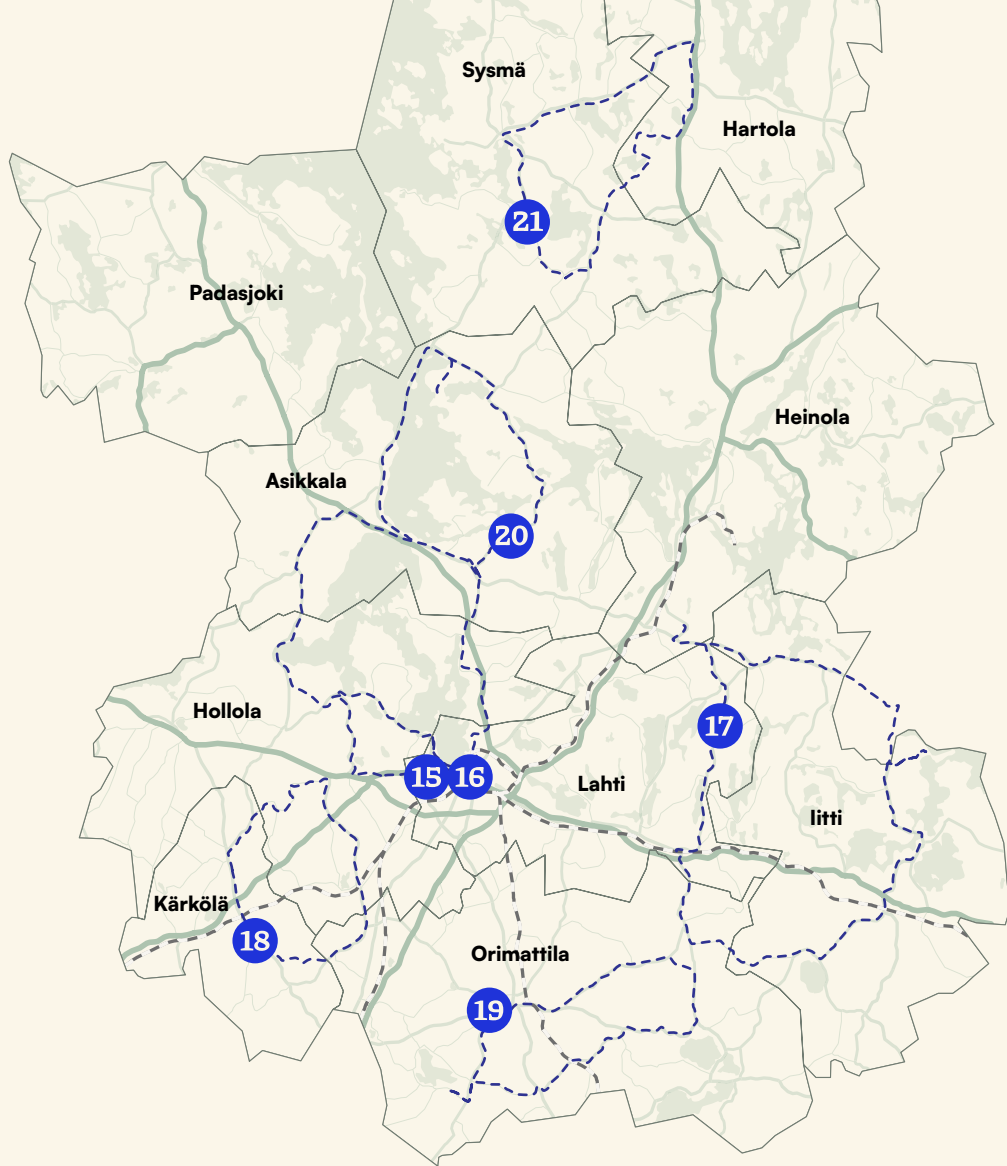 Sysmä
Hartola
21
Padasjoki
Heinola
Asikkala
20
Hollola
17
15
16
Lahti
Iitti
Kärkölä
18
Orimattila
19